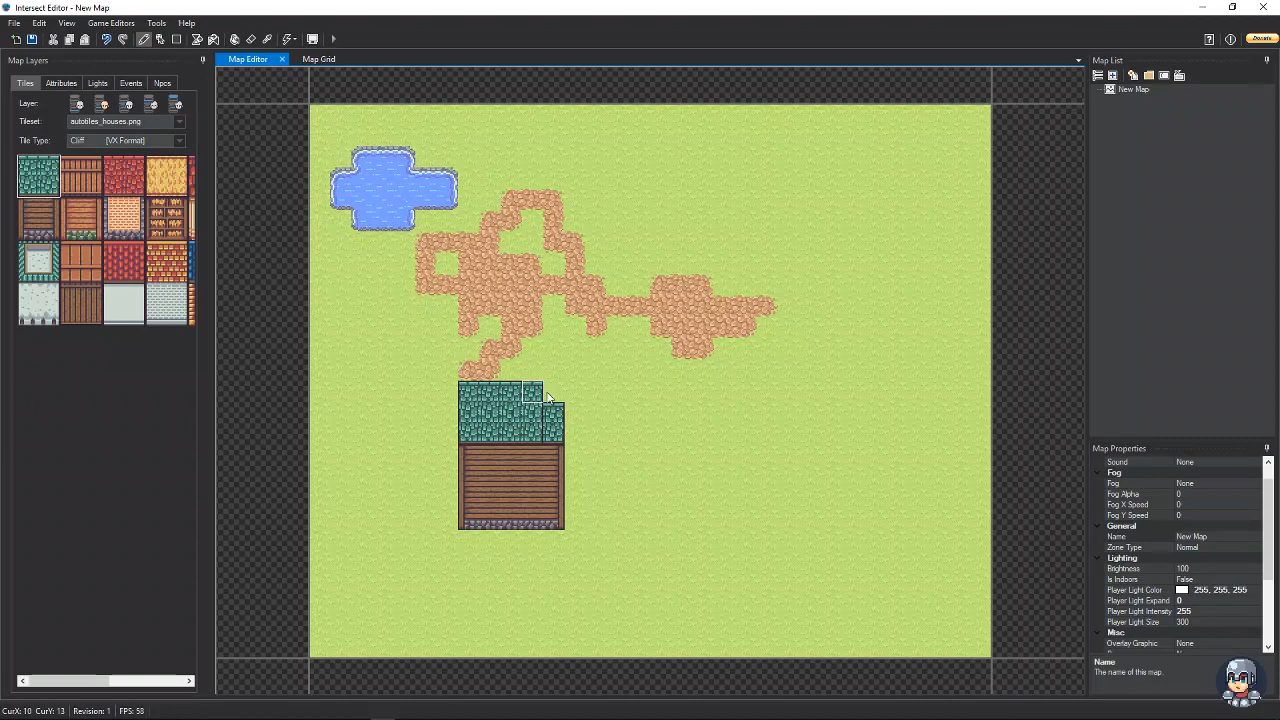 Intersect Editor - New Map
File Edit View Game Editors Tools Help
Donate
Map Layers
Map Editor Map Grid
Map List
Tiles Attributes Lights Events Npcs
New Map
Layer:
Tileset: autotiles_houses.png
Tile Type: Cliff [VX Format]
Map Properties
Sound None
Fog
Fog None
Fog Alpha 0
Fog X Speed 0
Fog Y Speed 0
General
Name New Map
Zone Type Normal
Lighting
Brightness 100
Is Indoors False
Player Light Color 255, 255, 255
Player Light Expand 0
Player Light Intensity 255
Player Light Size 300
Misc
Overlay Graphic None
Name
The name of this map.
CurX: 10 CurY: 13 Revision: 1 FPS: 58